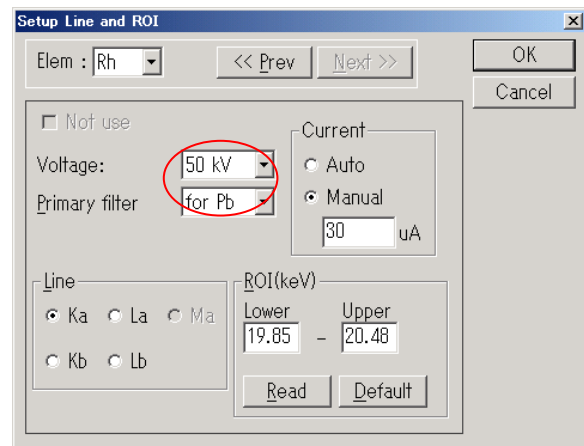 Setup Line and ROI
Elem : Rh << Prev Next >> OK
Cancel
Not use
Current
Voltage: 50 kV Auto
Primary filter for Pb Manual
30 uA
Line ROI(keV)
Ka La Ma Lower Upper
19.85 - 20.48
Kb Lb
Read Default